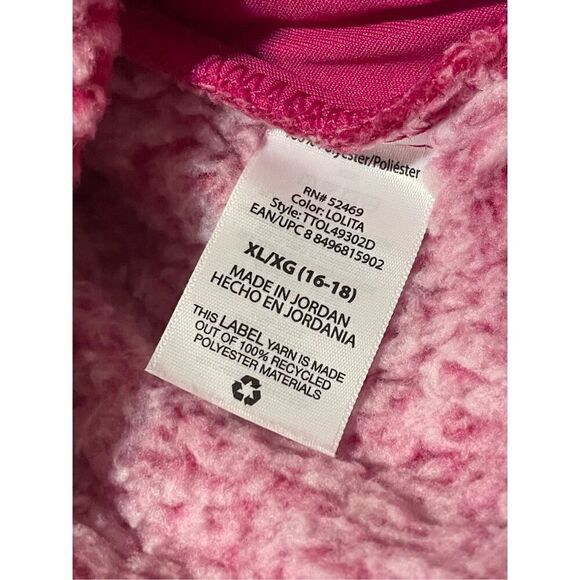 100% Polyester/Poliéster
RN# 52469
Color: LOLITA
Style: TTOL49302D
EAN/UPC 8 8496815902
XL/XG (16-18)
MADE IN JORDAN
HECHO EN JORDANIA
THIS LABEL YARN IS MADE
OUT OF 100% RECYCLED
POLYESTER MATERIALS